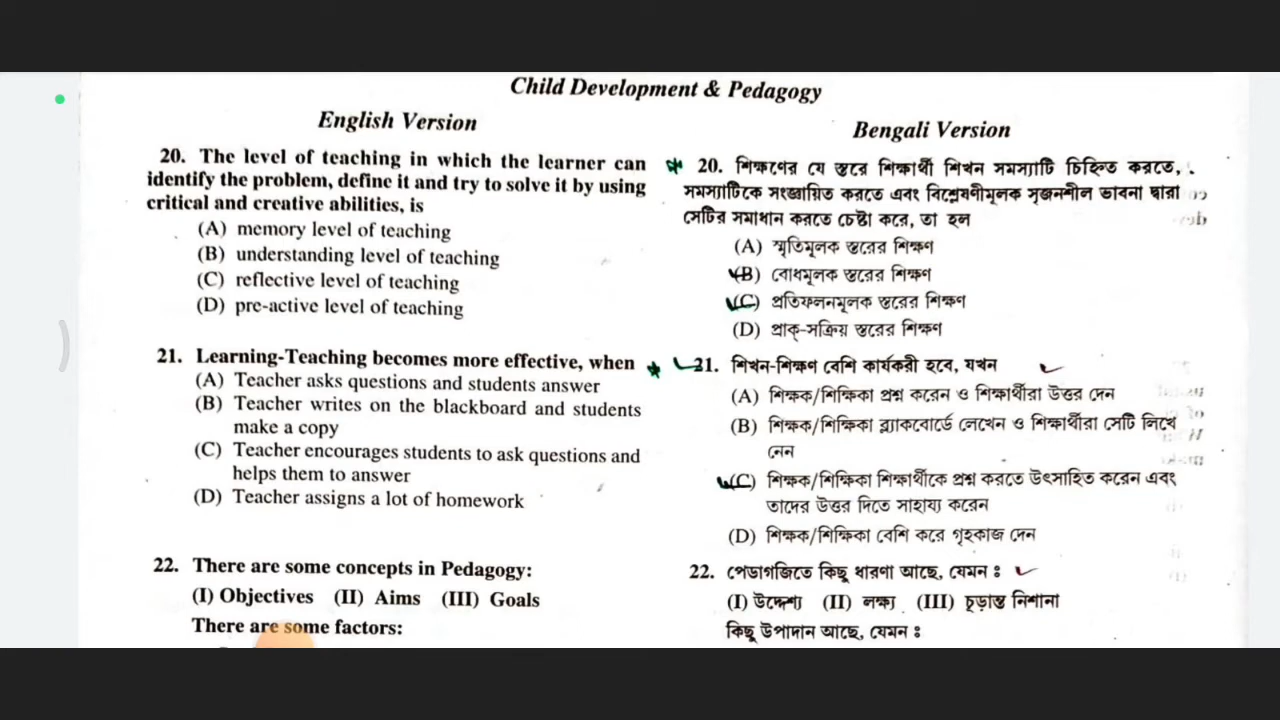 Child Development & Pedagogy
English Version
20. The level of teaching in which the learner can
identify the problem, define it and try to solve it by using
critical and creative abilities, is
(A) memory level of teaching
(B) understanding level of teaching
(C) reflective level of teaching
(D) pre-active level of teaching
21. Learning-Teaching becomes more effective, when
(A) Teacher asks questions and students answer
(B) Teacher writes on the blackboard and students
make a copy
(C) Teacher encourages students to ask questions and
helps them to answer
(D) Teacher assigns a lot of homework
22. There are some concepts in Pedagogy:
(I) Objectives (II) Aims (III) Goals
There are some factors:
Bengali Version
20. শিক্ষণের যে স্তরে শিক্ষার্থী শিখন সমস্যাটি চিহ্নিত করতে,
সমস্যাটিকে সংজ্ঞায়িত করতে এবং বিশ্লেষণীমূলক সৃজনশীল ভাবনা দ্বারা
সেটির সমাধান করতে চেষ্টা করে, তা হল
(A) স্মৃতিমূলক স্তরের শিক্ষণ
(B) বোধমূলক স্তরের শিক্ষণ
(C) প্রতিফলনমূলক স্তরের শিক্ষণ
(D) প্রাক্-সক্রিয় স্তরের শিক্ষণ
21. শিখন-শিক্ষণ বেশি কার্যকরী হবে, যখন
(A) শিক্ষক/শিক্ষিকা প্রশ্ন করেন ও শিক্ষার্থীরা উত্তর দেন
(B) শিক্ষক/শিক্ষিকা ব্ল্যাকবোর্ডে লেখেন ও শিক্ষার্থীরা সেটি লিখে
নেন
(C) শিক্ষক/শিক্ষিকা শিক্ষার্থীকে প্রশ্ন করতে উৎসাহিত করেন এবং
তাদের উত্তর দিতে সাহায্য করেন
(D) শিক্ষক/শিক্ষিকা বেশি করে গৃহকাজ দেন
22. পেডাগজিতে কিছু ধারণা আছে, যেমন :
(I) উদ্দেশ্য (II) লক্ষ্য (III) চূড়ান্ত নিশানা
কিছু উপাদান আছে, যেমন :